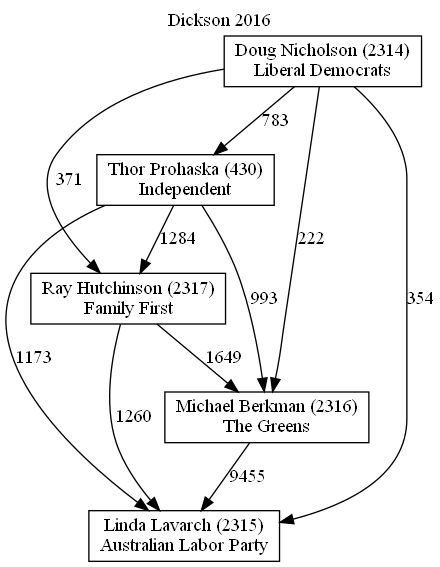 Dickson 2016
Doug Nicholson (2314)
Liberal Democrats
783
Thor Prohaska (430)
Independent
371
1284
222
993
354
Ray Hutchinson (2317)
Family First
1173
1649
1260
Michael Berkman (2316)
The Greens
9455
Linda Lavarch (2315)
Australian Labor Party